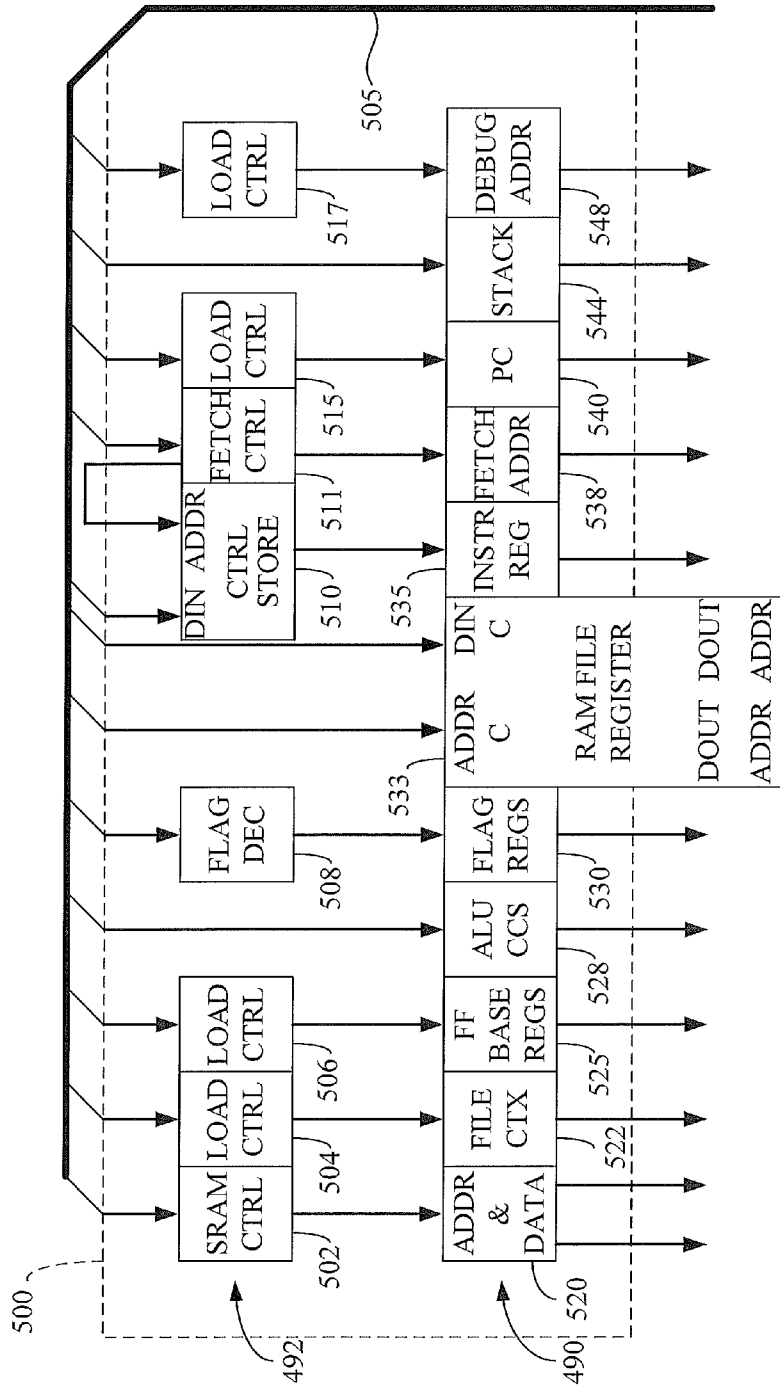 500
505
492
SRAM
CTRL
502
LOAD
CTRL
504
LOAD
CTRL
506
FLAG
DEC
508
DIN ADDR
CTRL
STORE
510
FETCH
CTRL
511
LOAD
CTRL
515
LOAD
CTRL
517
490
ADDR
&
DATA
520
FILE
CTX
522
FF
BASE
REGS
525
ALU
CCS
528
FLAG
REGS
530
533
ADDR DIN
C C
RAM FILE
REGISTER
DOUT DOUT
ADDR ADDR
535
INSTR
REG
FETCH
ADDR
538
PC
540
STACK
544
DEBUG
ADDR
548